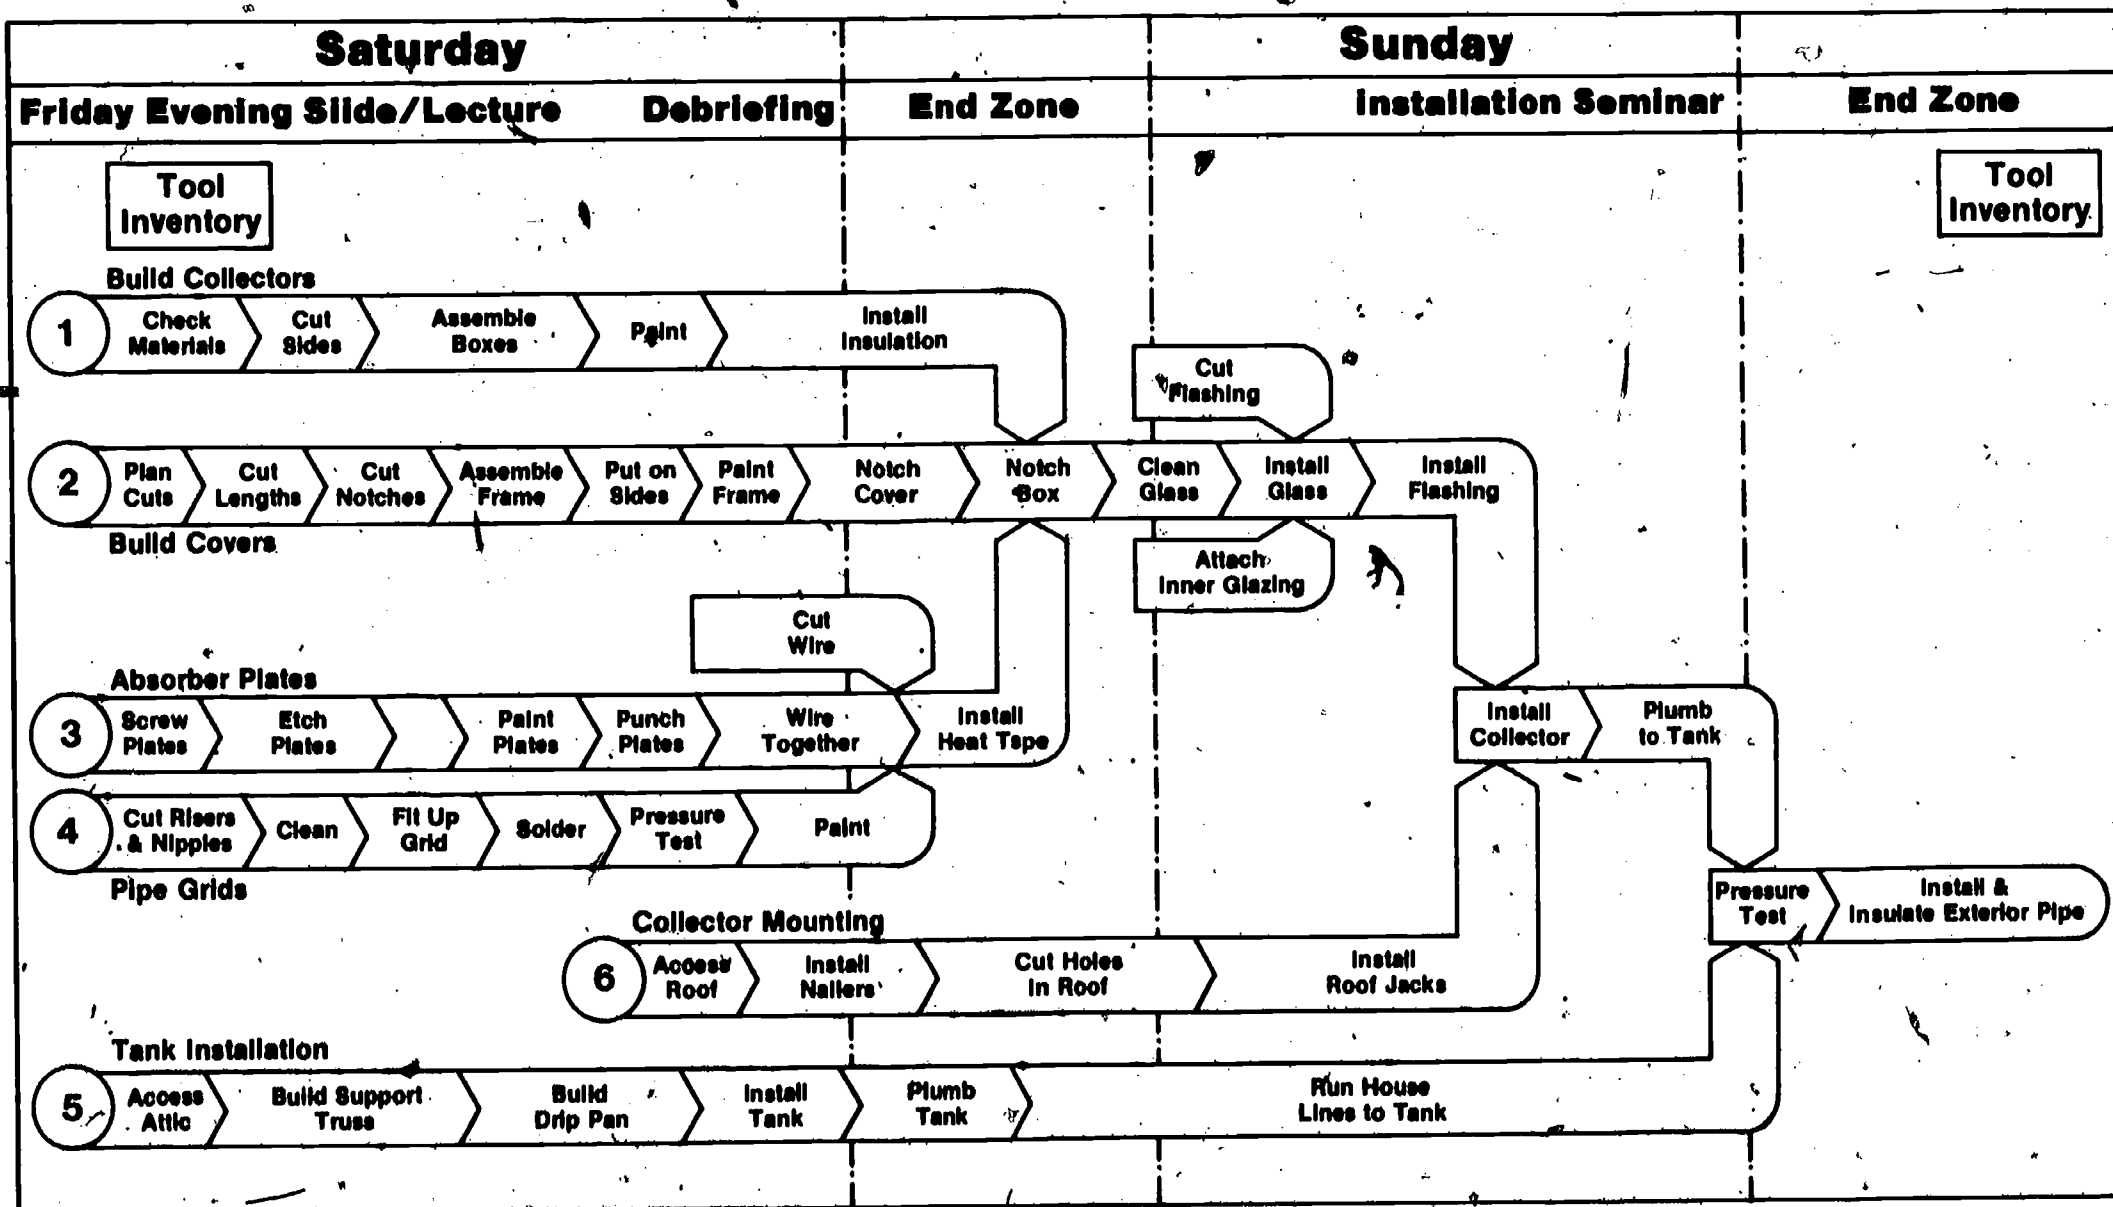 Saturday
Sunday
Friday Evening Slide/Lecture
Debriefing
End Zone
Installation Seminar
End Zone
Tool
Inventory
Tool
Inventory
Build Collectors
1
Check
Materials
Cut
Sides
Assemble
Boxes
Paint
Install
Insulation
Cut
Flashing
2
Plan
Cuts
Cut
Lengths
Cut
Notches
Assemble
Frame
Put on
Sides
Paint
Frame
Notch
Cover
Notch
Box
Clean
Glass
Install
Glass
Install
Flashing
Build Covers
Attach
Inner Glazing
Cut
Wire
Absorber Plates
3
Screw
Plates
Etch
Plates
Paint
Plates
Punch
Plates
Wire
Together
Install
Heat Tape
Install
Collector
Plumb
to Tank
4
Cut Risers
& Nipples
Clean
Fit Up
Grid
Solder
Pressure
Test
Paint
Pipe Grids
Pressure
Test
Install &
Insulate Exterior Pipe
Collector Mounting
6
Access
Roof
Install
Nailers
Cut Holes
In Roof
Install
Roof Jacks
Tank Installation
5
Access
Attic
Build Support
Truss
Build
Drip Pan
Install
Tank
Plumb
Tank
Run House
Lines to Tank